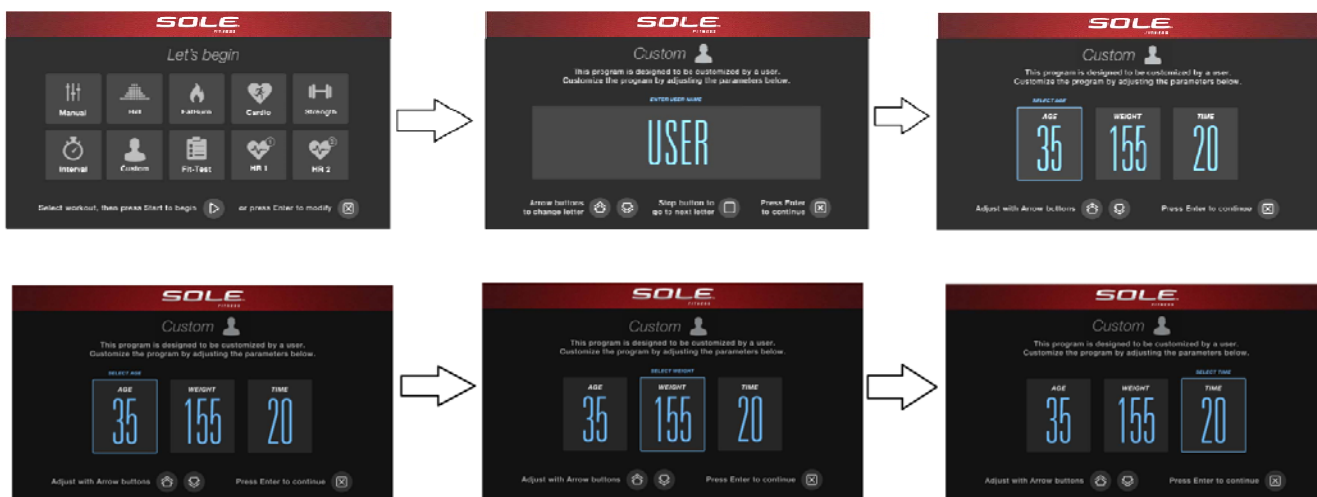 SOLE
FITNESS
Let's begin
Manual
Hill
Fatburn
Cardio
Strength
Interval
Custom
Fit-Test
HR 1
HR 2
Select workout, then press Start to begin
or press Enter to modify
SOLE
FITNESS
Custom
This program is designed to be customized by a user.
Customize the program by adjusting the parameters below.
ENTER USER NAME
USER
Arrow buttons
to change letter
Stop button to
go to next letter
Press Enter
to continue
SOLE
FITNESS
Custom
This program is designed to be customized by a user.
Customize the program by adjusting the parameters below.
SELECT AGE
AGE
35
WEIGHT
155
TIME
20
Adjust with Arrow buttons
Press Enter to continue
SOLE
FITNESS
Custom
This program is designed to be customized by a user.
Customize the program by adjusting the parameters below.
SELECT AGE
AGE
35
WEIGHT
155
TIME
20
Adjust with Arrow buttons
Press Enter to continue
SOLE
FITNESS
Custom
This program is designed to be customized by a user.
Customize the program by adjusting the parameters below.
SELECT WEIGHT
AGE
35
WEIGHT
155
TIME
20
Adjust with Arrow buttons
Press Enter to continue
SOLE
FITNESS
Custom
This program is designed to be customized by a user.
Customize the program by adjusting the parameters below.
SELECT TIME
AGE
35
WEIGHT
155
TIME
20
Adjust with Arrow buttons
Press Enter to continue